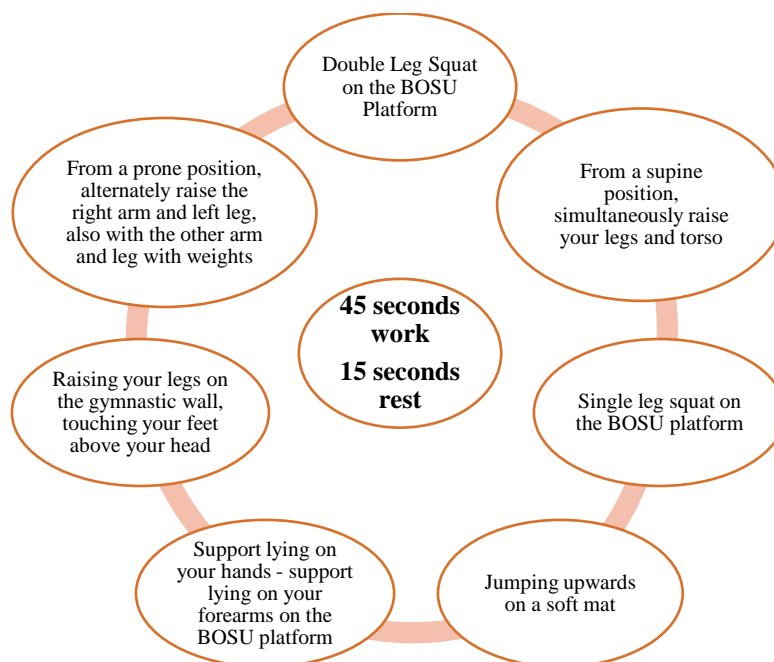 Double Leg Squat
on the BOSU
Platform
From a supine
position,
simultaneously raise
your legs and torso
Single leg squat on
the BOSU platform
Jumping upwards
on a soft mat
Support lying on
your hands - support
lying on your
forearms on the
BOSU platform
Raising your legs on
the gymnastic wall,
touching your feet
above your head
From a prone position,
alternately raise the
right arm and left leg,
also with the other arm
and leg with weights
45 seconds
work
15 seconds
rest